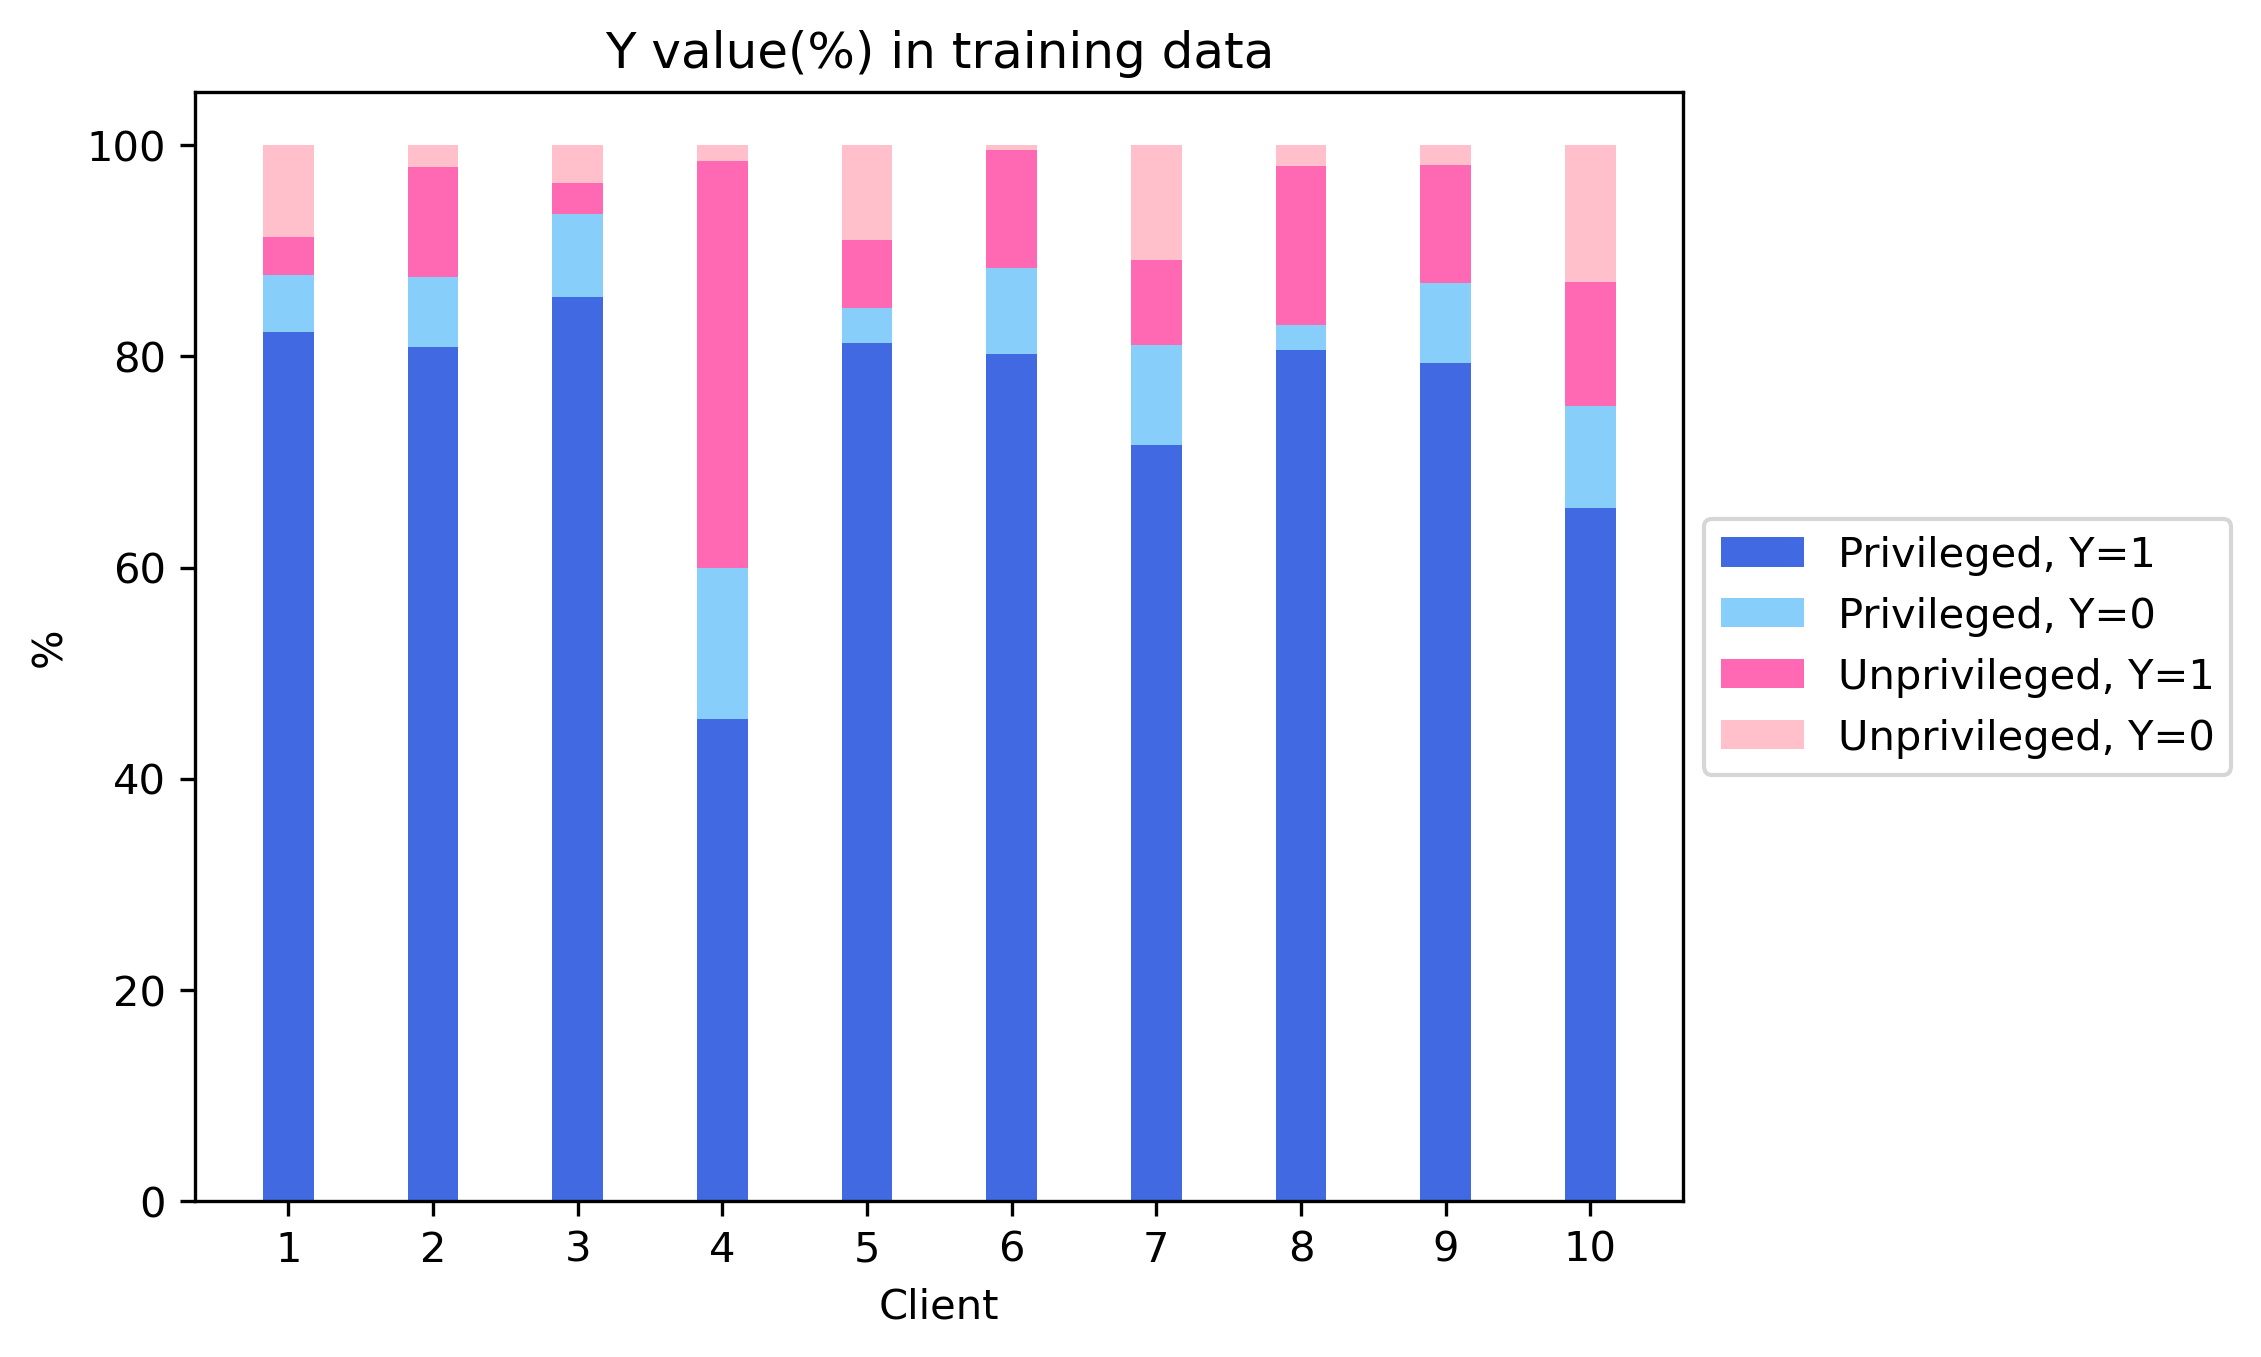 Y value(%) in training data
100
80
60
40
20
0
%
1 2 3 4 5 6 7 8 9 10
Client
Privileged, Y=1
Privileged, Y=0
Unprivileged, Y=1
Unprivileged, Y=0